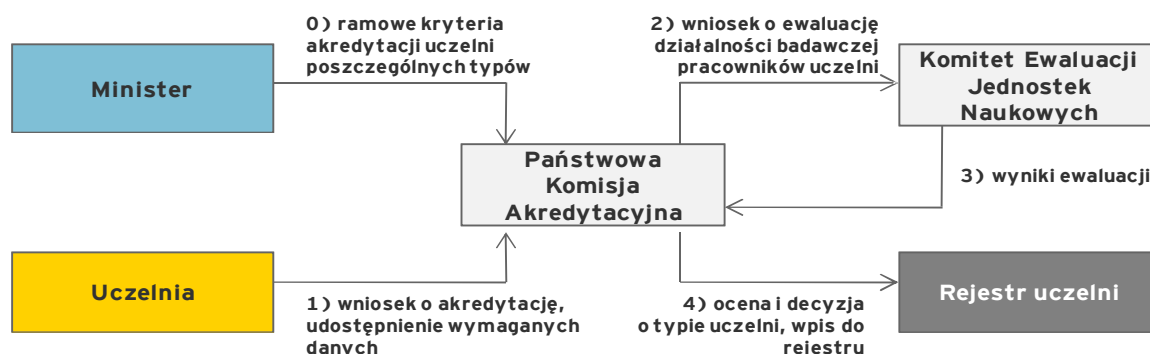 0) ramowe kryteria
akredytacji uczelni
poszczególnych typów
2) wniosek o ewaluację
działalności badawczej
pracowników uczelni
Minister
Komitet Ewaluacji
Jednostek
Naukowych
Państwowa
Komisja
Akredytacyjna
3) wyniki ewaluacji
Uczelnia
1) wniosek o akredytację,
udostępnienie wymaganych
danych
4) ocena i decyzja
o typie uczelni, wpis do
rejestru
Rejestr uczelni